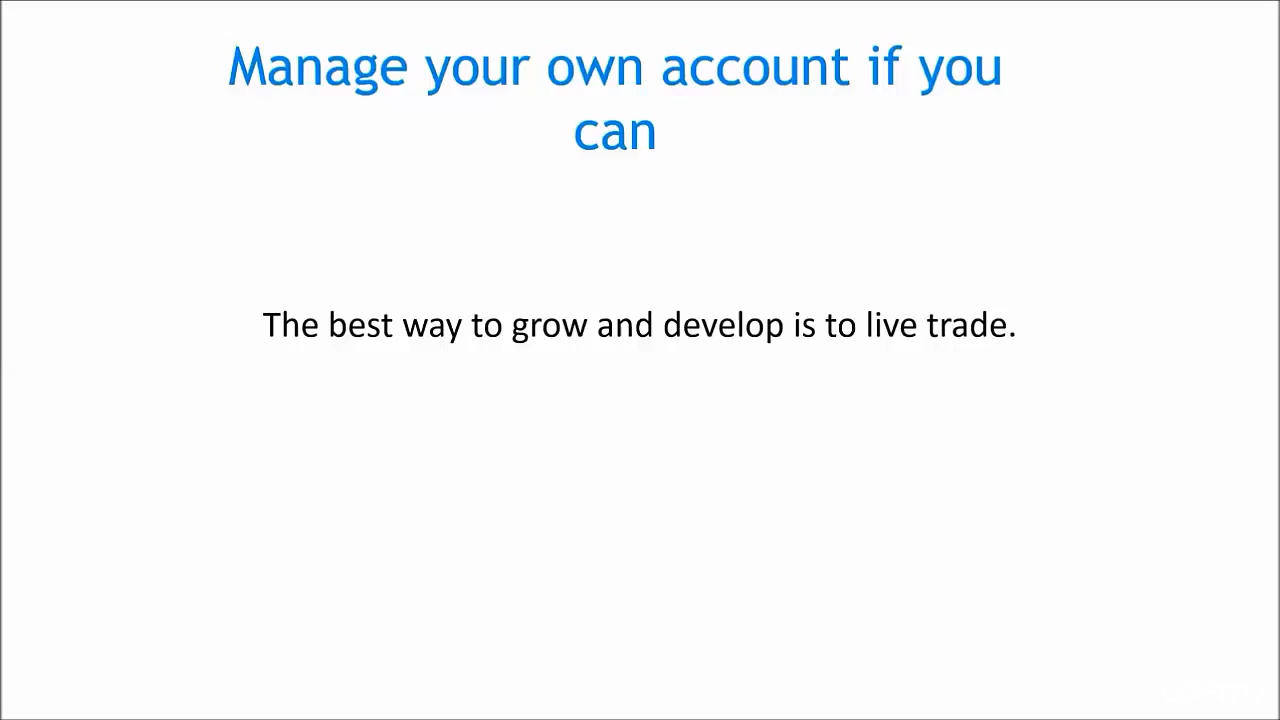 Manage your own account if you
can
The best way to grow and develop is to live trade.